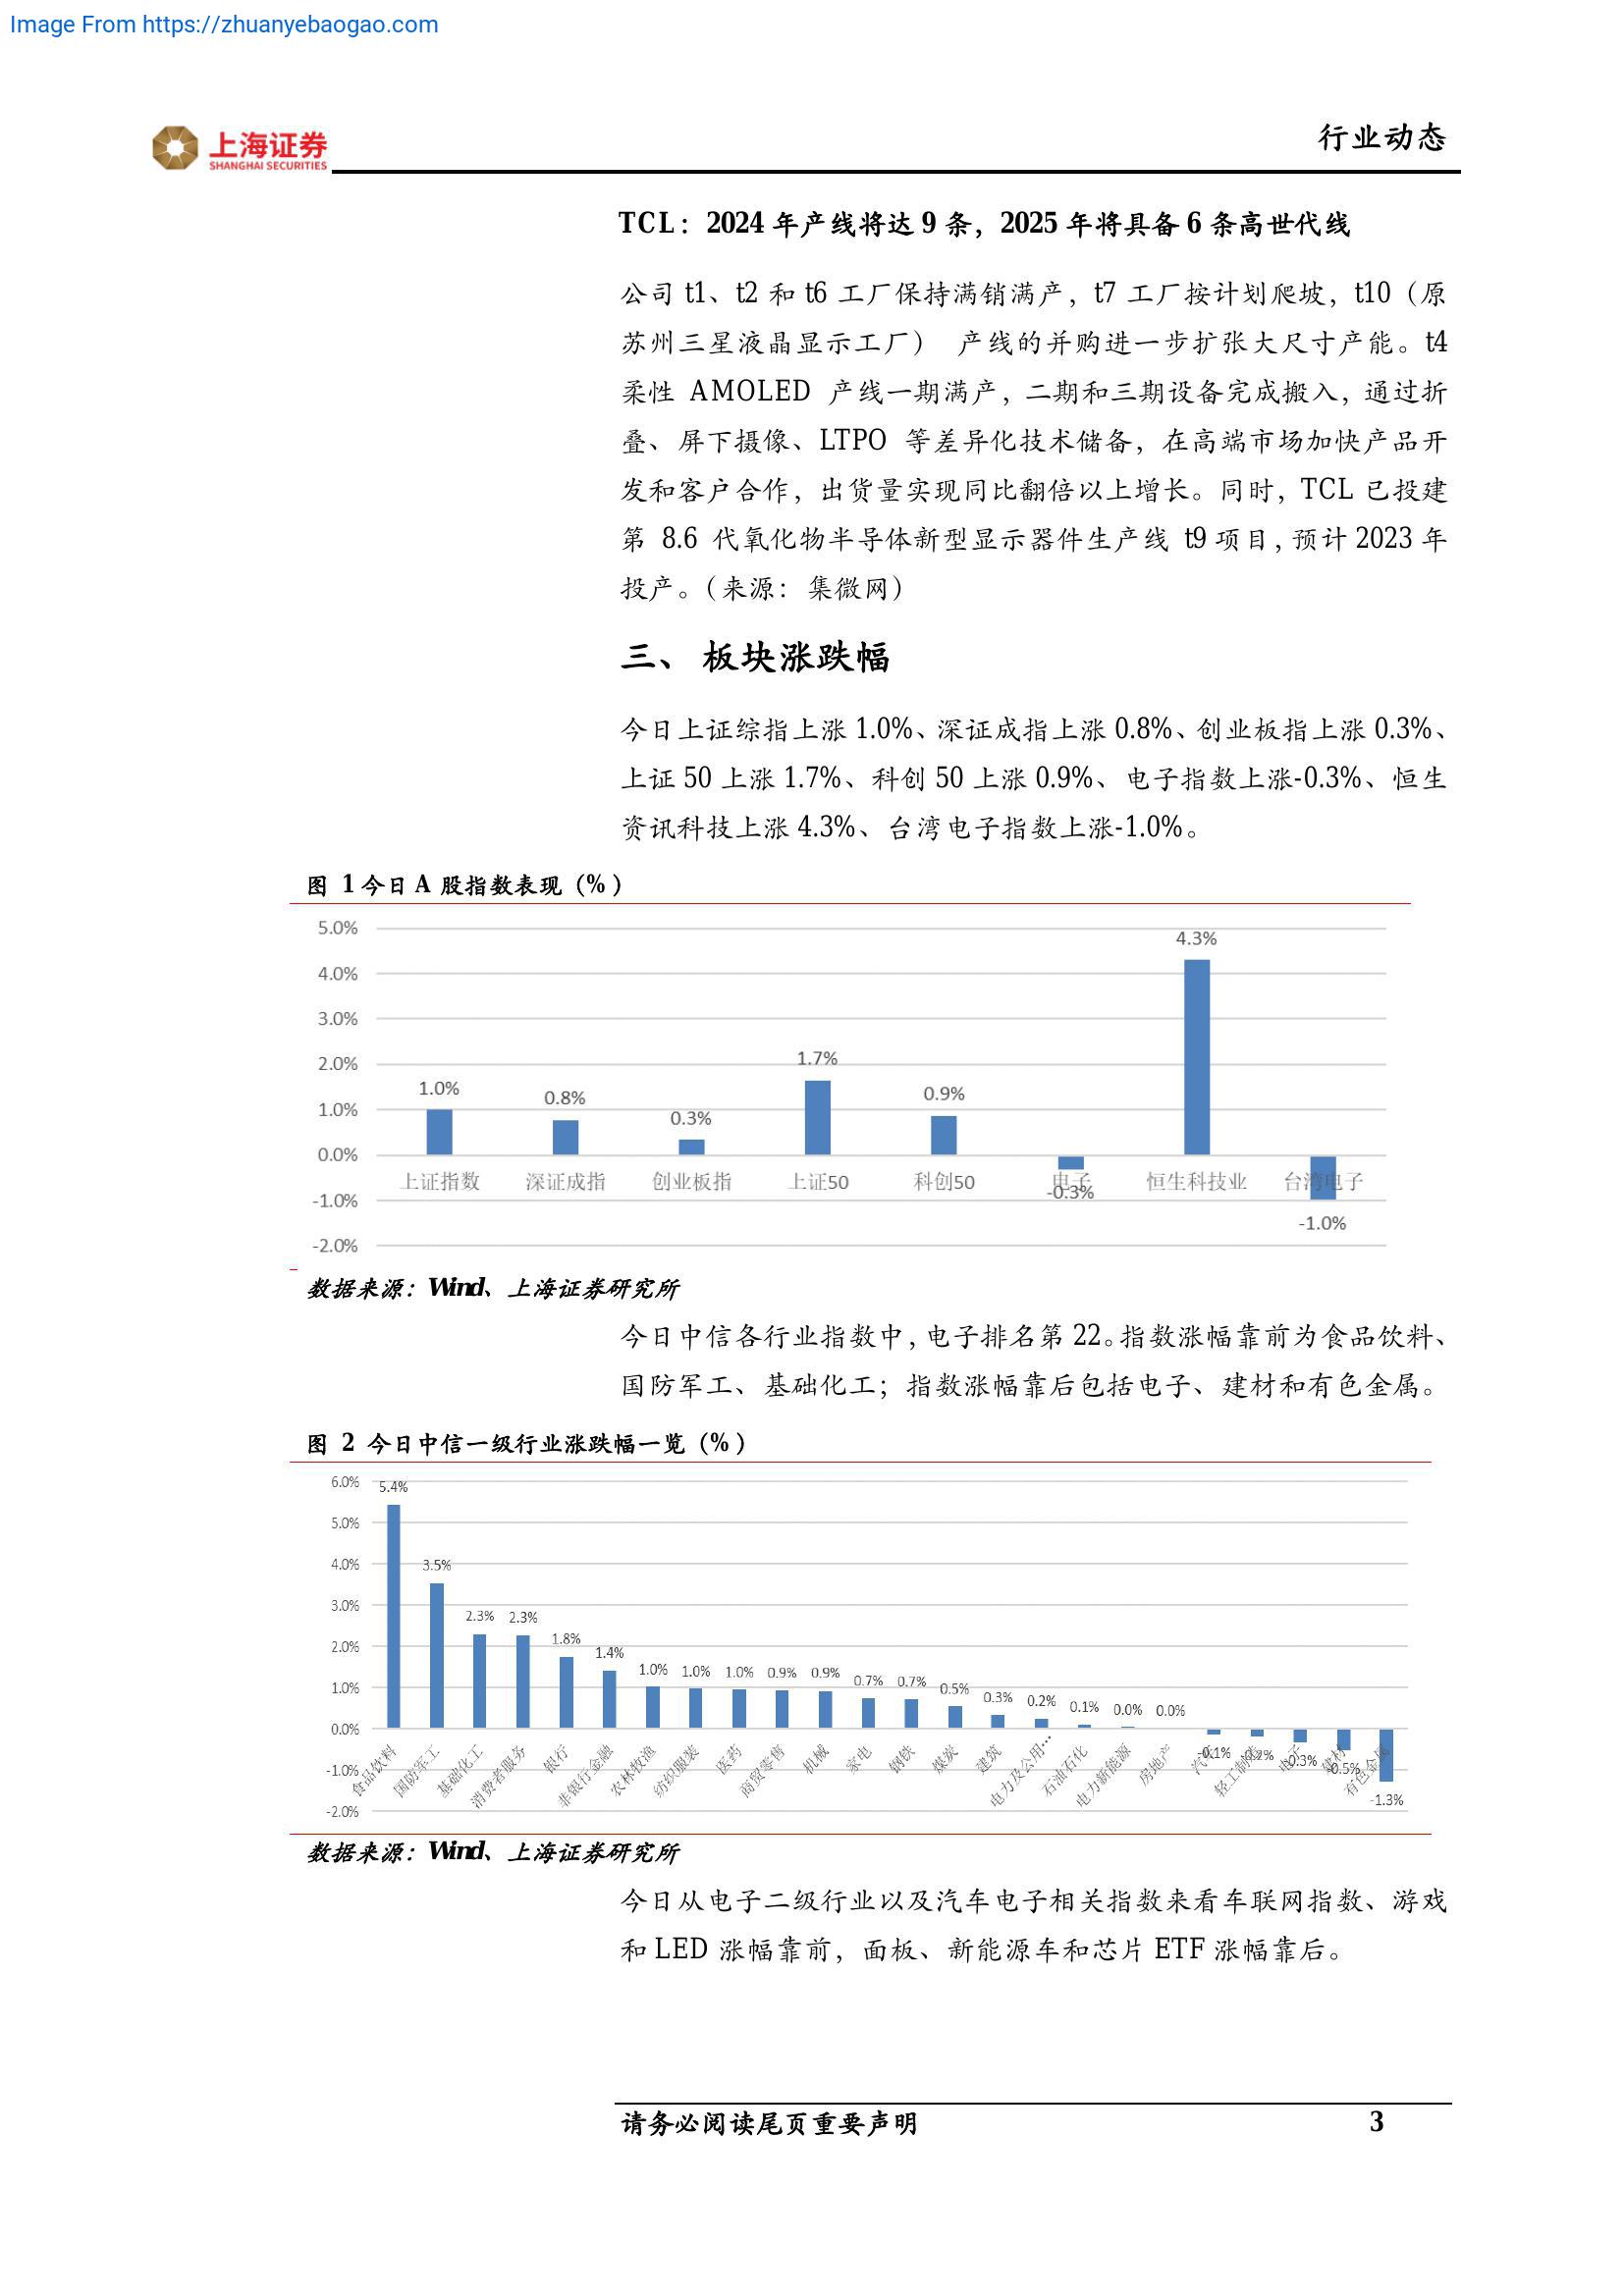 Image From https://zhuanyebaogao.com
上海证券
SHANGHAI SECURITIES
行业动态
TCL：2024 年产线将达 9 条，2025 年将具备 6 条高世代线
公司 t1、t2 和 t6 工厂保持满销满产，t7 工厂按计划爬坡，t10（原
苏州三星液晶显示工厂） 产线的并购进一步扩张大尺寸产能。t4
柔性 AMOLED 产线一期满产，二期和三期设备完成搬入，通过折
叠、屏下摄像、LTPO 等差异化技术储备，在高端市场加快产品开
发和客户合作，出货量实现同比翻倍以上增长。同时，TCL 已投建
第 8.6 代氧化物半导体新型显示器件生产线 t9 项目，预计 2023 年
投产。（来源：集微网）
三、 板块涨跌幅
今日上证综指上涨 1.0%、深证成指上涨 0.8%、创业板指上涨 0.3%、
上证 50 上涨 1.7%、科创 50 上涨 0.9%、电子指数上涨-0.3%、恒生
资讯科技上涨 4.3%、台湾电子指数上涨-1.0%。
图 1 今日 A 股指数表现（%）
5.0%
4.0%
3.0%
2.0%
1.0%
0.0%
-1.0%
-2.0%
1.0% 0.8% 0.3% 1.7% 0.9% -0.3% 4.3% -1.0%
上证指数 深证成指 创业板指 上证50 科创50 电子 恒生科技业 台湾电子
数据来源：Wind、上海证券研究所
今日中信各行业指数中，电子排名第 22。指数涨幅靠前为食品饮料、
国防军工、基础化工；指数涨幅靠后包括电子、建材和有色金属。
图 2 今日中信一级行业涨跌幅一览（%）
6.0%
5.0%
4.0%
3.0%
2.0%
1.0%
0.0%
-1.0%
-2.0%
5.4% 3.5% 2.3% 2.3% 1.8% 1.4% 1.0% 1.0% 1.0% 0.9% 0.9% 0.7% 0.7% 0.5% 0.3% 0.2% 0.1% 0.0% 0.0% -0.1% -0.2% -0.3% -0.5% -1.3%
食品饮料 国防军工 基础化工 消费者服务 银行 非银行金融 农林牧渔 纺织服装 医药 商贸零售 机械 家电 钢铁 煤炭 建筑 电力及公用… 石油石化 电力新能源 房地产 汽车 轻工制造 电子 建材 有色金属
数据来源：Wind、上海证券研究所
今日从电子二级行业以及汽车电子相关指数来看车联网指数、游戏
和 LED 涨幅靠前，面板、新能源车和芯片 ETF 涨幅靠后。
请务必阅读尾页重要声明
3